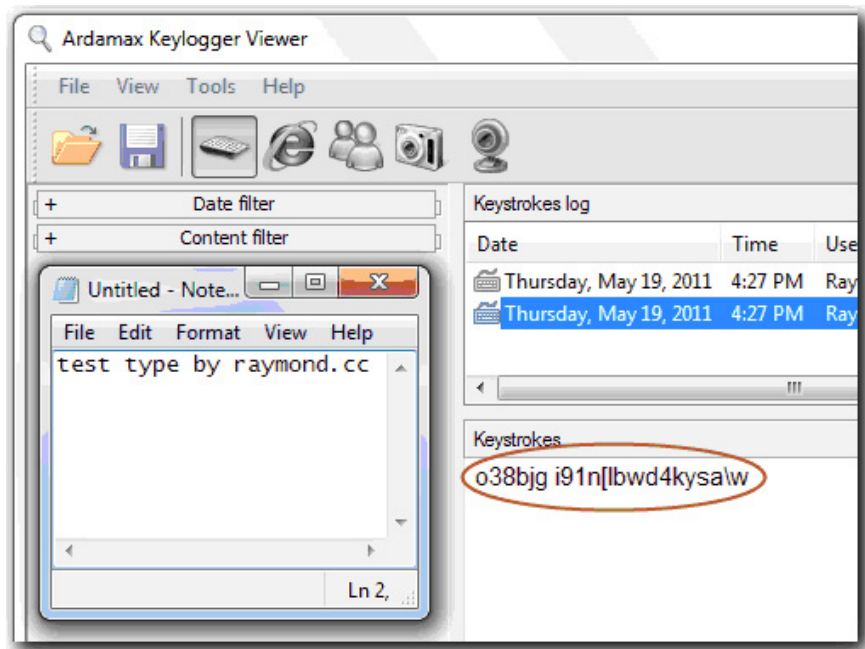 Ardamax Keylogger Viewer
File View Tools Help
+ Date filter
+ Content filter
Untitled - Note...
File Edit Format View Help
test type by raymond.cc
Ln 2,
Keystrokes log
Date Time Use
Thursday, May 19, 2011 4:27 PM Ray
Thursday, May 19, 2011 4:27 PM Ray
Keystrokes
o38bjg i91n[lbwd4kysa\w